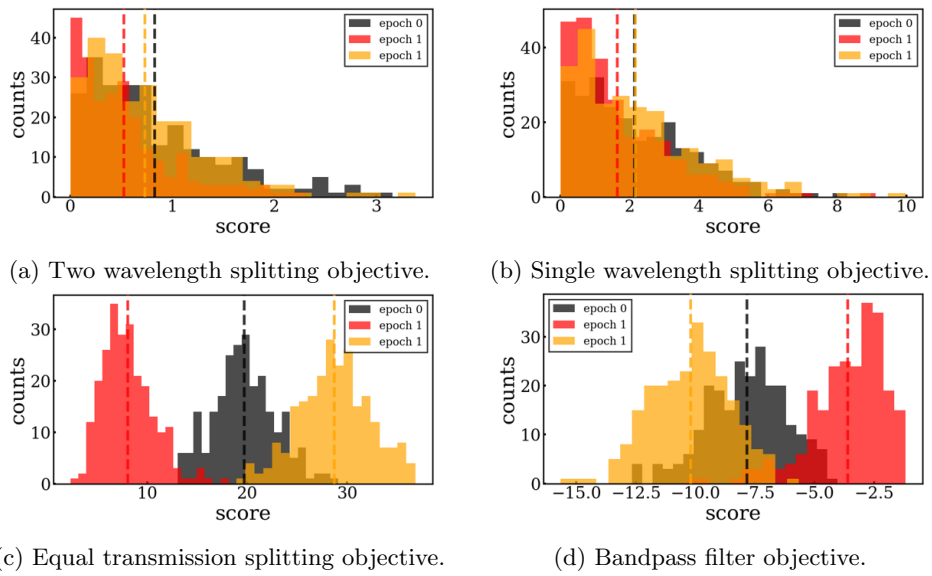 counts
40
30
20
10
0
0
1
2
3
score
epoch 0
epoch 1
epoch 1
(a) Two wavelength splitting objective.
counts
40
20
0
0
2
4
6
8
10
score
epoch 0
epoch 1
epoch 1
(b) Single wavelength splitting objective.
counts
30
20
10
0
10
20
30
score
epoch 0
epoch 1
epoch 1
c) Equal transmission splitting objective.
counts
30
20
10
0
−15.0
−12.5
−10.0
−7.5
−5.0
−2.5
score
epoch 0
epoch 1
epoch 1
(d) Bandpass filter objective.